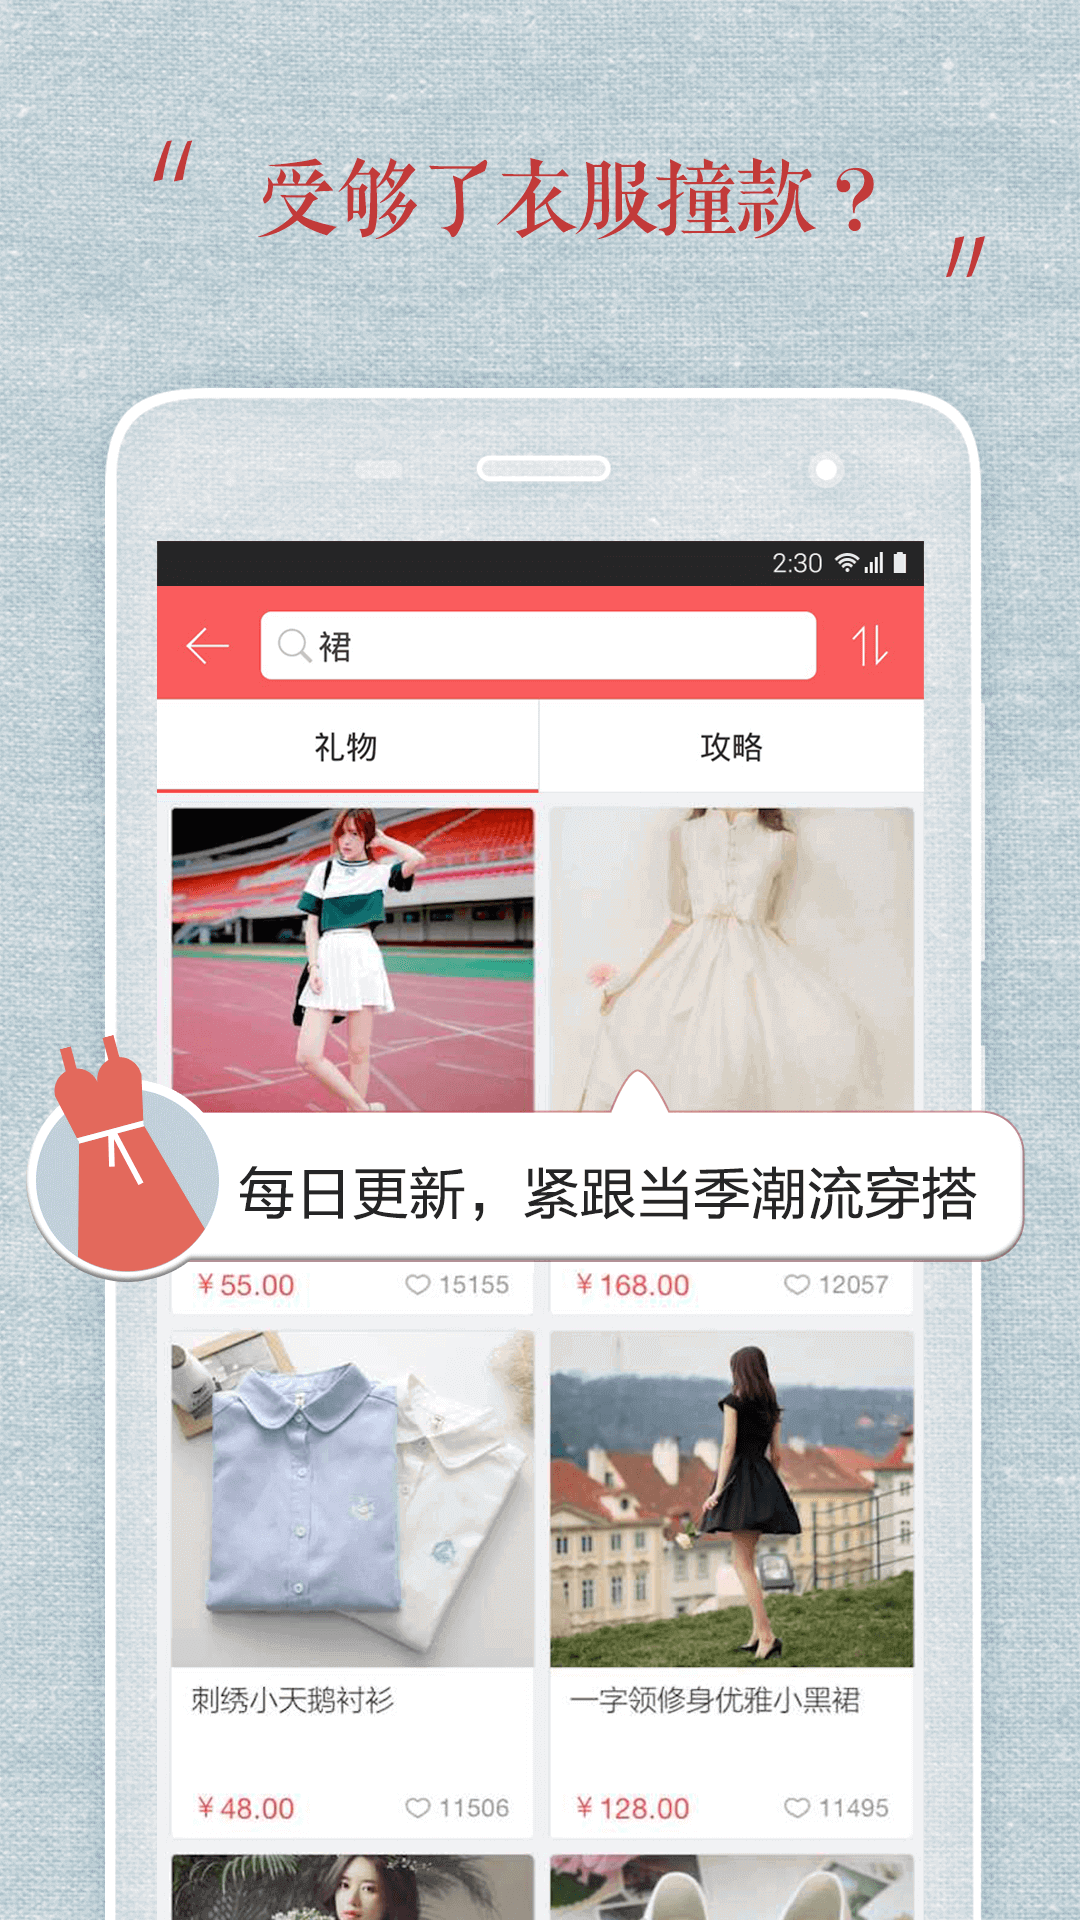 “受够了衣服撞款？”
2:30
裙
礼物
攻略
每日更新，紧跟当季潮流穿搭
¥55.00 15155
¥168.00 12057
刺绣小天鹅衬衫
一字领修身优雅小黑裙
¥48.00 11506
¥128.00 11495